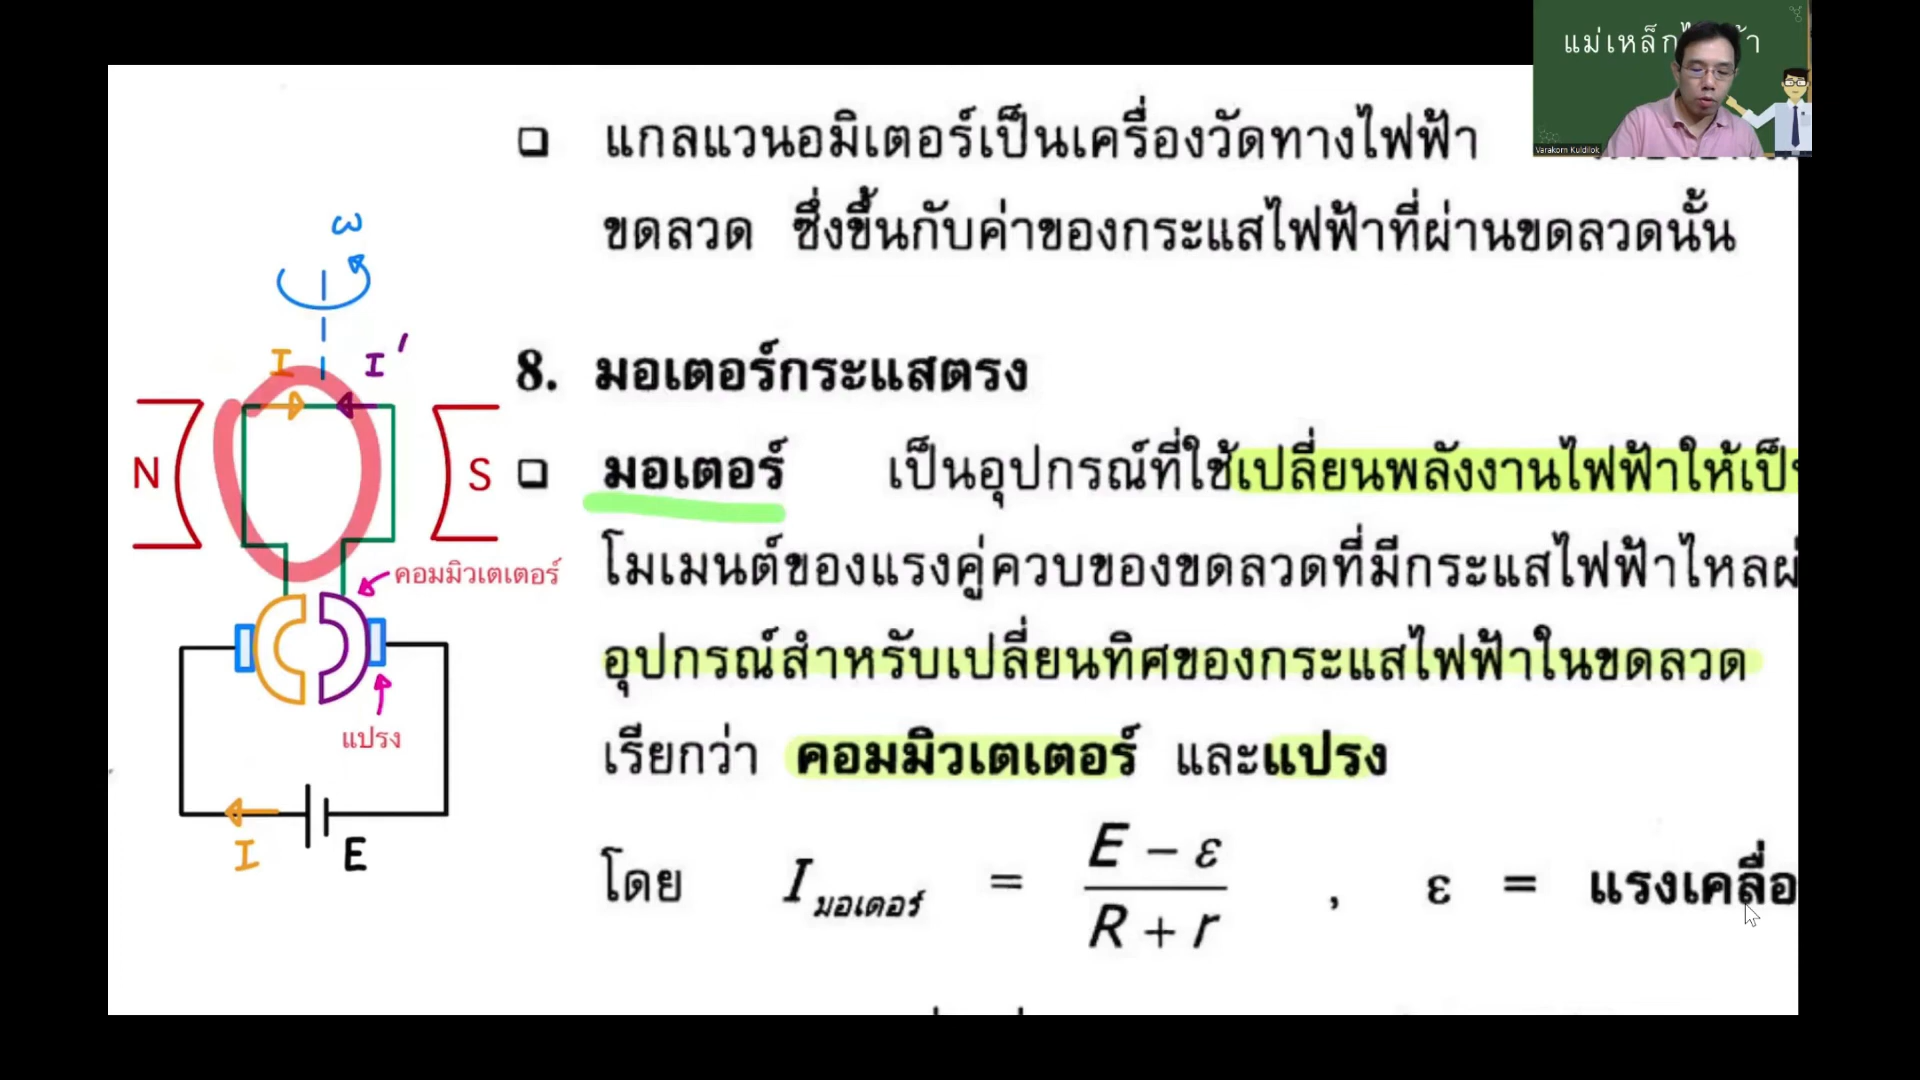 แม่เหล็ก
Varakorn Kuldilok
❑ แกลแวนอมิเตอร์เป็นเครื่องวัดทางไฟฟ้า
ขดลวด ซึ่งขึ้นกับค่าของกระแสไฟฟ้าที่ผ่านขดลวดนั้น
ω
I I'
N S
คอมมิวเตเตอร์
แปรง
I E
8. มอเตอร์กระแสตรง
❑ มอเตอร์ เป็นอุปกรณ์ที่ใช้เปลี่ยนพลังงานไฟฟ้าให้เป็
โมเมนต์ของแรงคู่ควบของขดลวดที่มีกระแสไฟฟ้าไหลผ่
อุปกรณ์สำหรับเปลี่ยนทิศของกระแสไฟฟ้าในขดลวด
เรียกว่า คอมมิวเตเตอร์ และแปรง
โดย I มอเตอร์ = E − ε / R + r , ε = แรงเคลื่อ